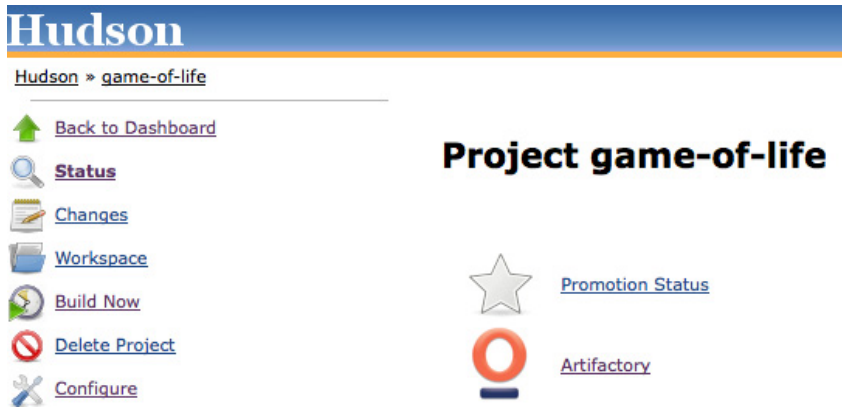 Hudson
Hudson » game-of-life
Back to Dashboard
Status
Changes
Workspace
Build Now
Delete Project
Configure
Project game-of-life
Promotion Status
Artifactory